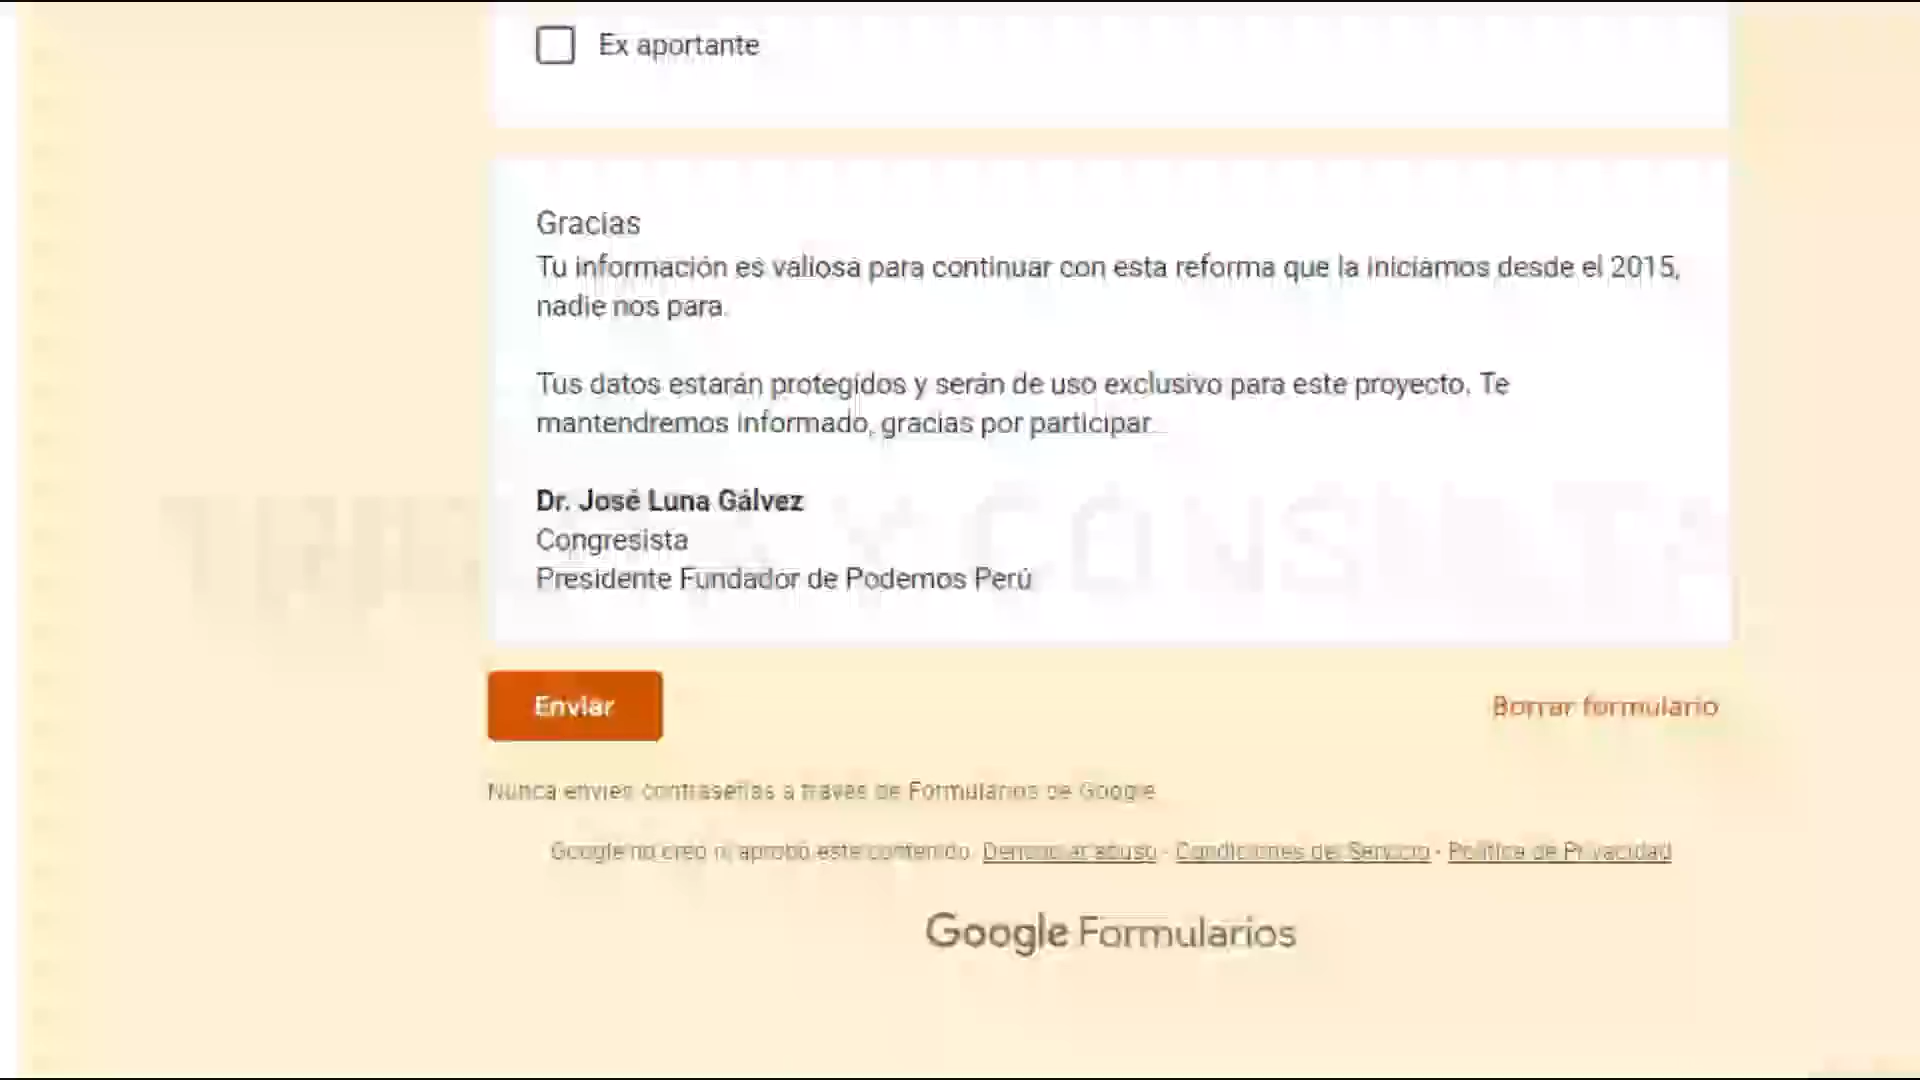 Ex aportante
Gracias
Tu información es valiosa para continuar con esta reforma que la iniciamos desde el 2015,
nadie nos para.
Tus datos estarán protegidos y serán de uso exclusivo para este proyecto. Te
mantendremos informado, gracias por participar.
Dr. José Luna Gálvez
Congresista
Presidente Fundador de Podemos Perú
Enviar
Borrar formulario
Nunca envíes contraseñas a través de Formularios de Google
Google no creó ni aprobó este contenido. Denunciar abuso - Condiciones del Servicio - Política de Privacidad
Google Formularios